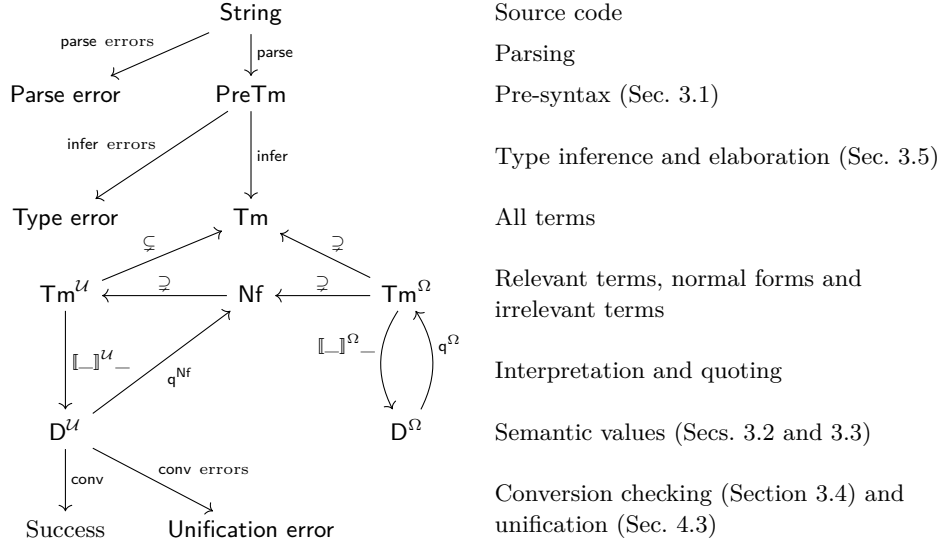 String Source code
parse errors parse Parsing
Parse error PreTm Pre-syntax (Sec. 3.1)
infer errors infer Type inference and elaboration (Sec. 3.5)
Type error Tm All terms
⊊ ⊋
Tm^𝒰 ⊋ Nf ⊋ Tm^Ω Relevant terms, normal forms and
irrelevant terms
⟦_⟧^𝒰_ q^Nf ⟦_⟧^Ω_ q^Ω Interpretation and quoting
D^𝒰 D^Ω Semantic values (Secs. 3.2 and 3.3)
conv conv errors Conversion checking (Section 3.4) and
Success Unification error unification (Sec. 4.3)